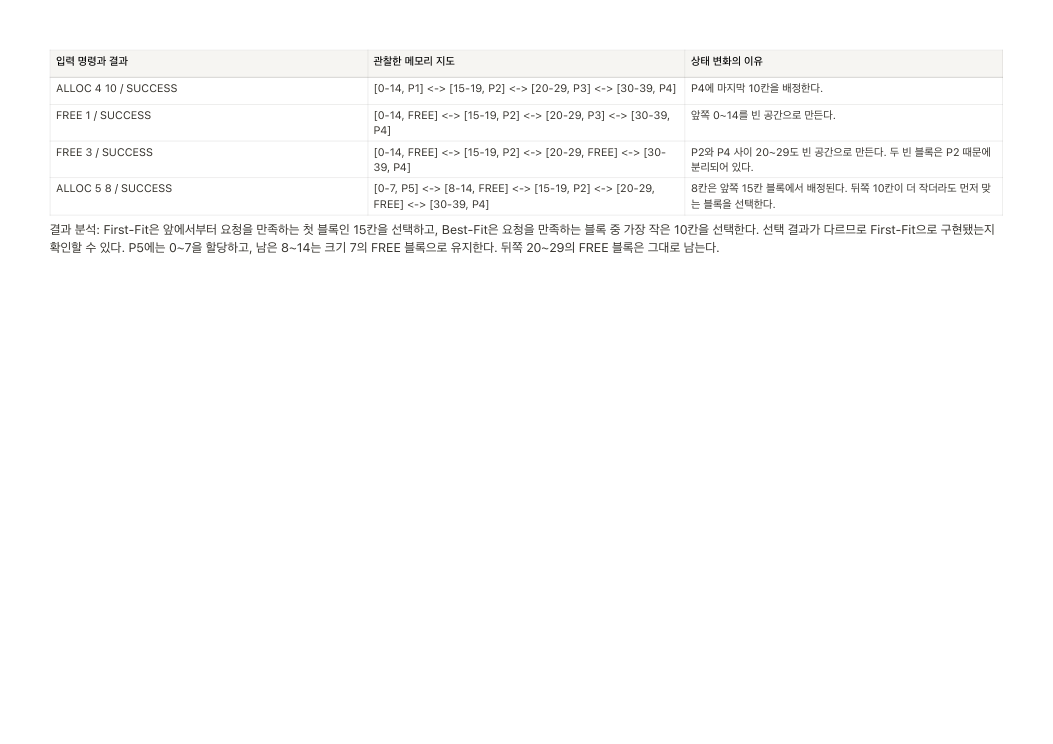 입력 명령과 결과 관찰한 메모리 지도 상태 변화의 이유
ALLOC 4 10 / SUCCESS [0-14, P1] <-> [15-19, P2] <-> [20-29, P3] <-> [30-39, P4] P4에 마지막 10칸을 배정한다.
FREE 1 / SUCCESS [0-14, FREE] <-> [15-19, P2] <-> [20-29, P3] <-> [30-39, 앞쪽 0~14를 빈 공간으로 만든다.
P4]
FREE 3 / SUCCESS [0-14, FREE] <-> [15-19, P2] <-> [20-29, FREE] <-> [30- P2와 P4 사이 20~29도 빈 공간으로 만든다. 두 빈 블록은 P2 때문에
39, P4] 분리되어 있다.
ALLOC 5 8 / SUCCESS [0-7, P5] <-> [8-14, FREE] <-> [15-19, P2] <-> [20-29, 8칸은 앞쪽 15칸 블록에서 배정된다. 뒤쪽 10칸이 더 작더라도 먼저 맞
FREE] <-> [30-39, P4] 는 블록을 선택한다.
결과 분석: First-Fit은 앞에서부터 요청을 만족하는 첫 블록인 15칸을 선택하고, Best-Fit은 요청을 만족하는 블록 중 가장 작은 10칸을 선택한다. 선택 결과가 다르므로 First-Fit으로 구현됐는지
확인할 수 있다. P5에는 0~7을 할당하고, 남은 8~14는 크기 7의 FREE 블록으로 유지한다. 뒤쪽 20~29의 FREE 블록은 그대로 남는다.